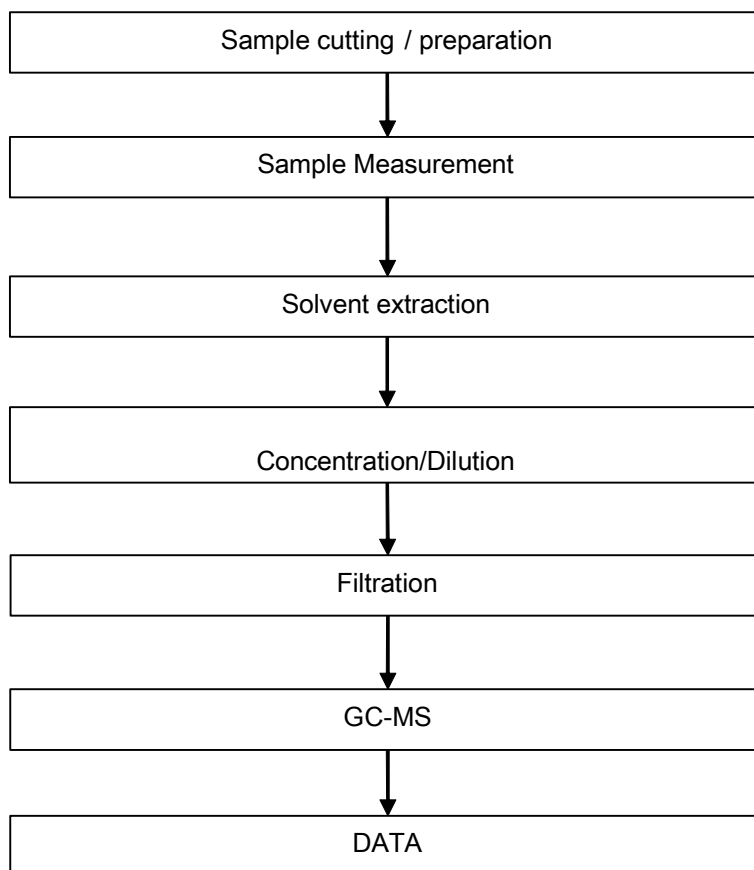 Sample cutting / preparation
Sample Measurement
Solvent extraction
Concentration/Dilution
Filtration
GC-MS
DATA